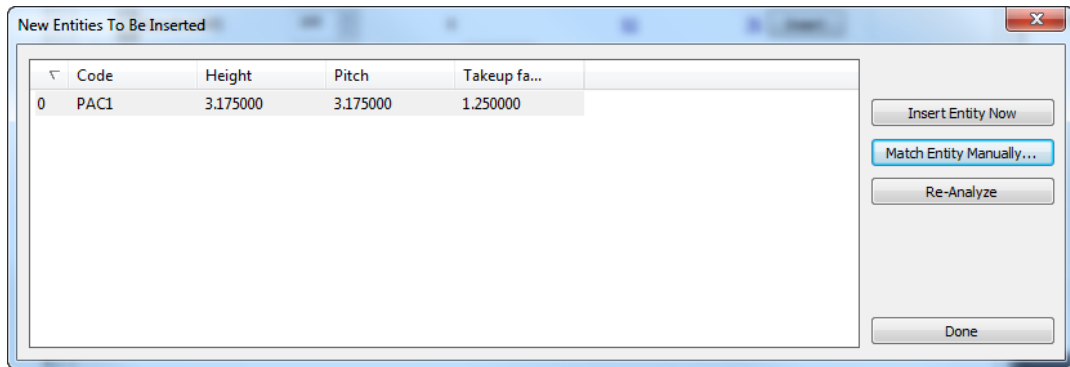 New Entities To Be Inserted
Code Height Pitch Takeup fa...
0 PAC1 3.175000 3.175000 1.250000
Insert Entity Now
Match Entity Manually...
Re-Analyze
Done